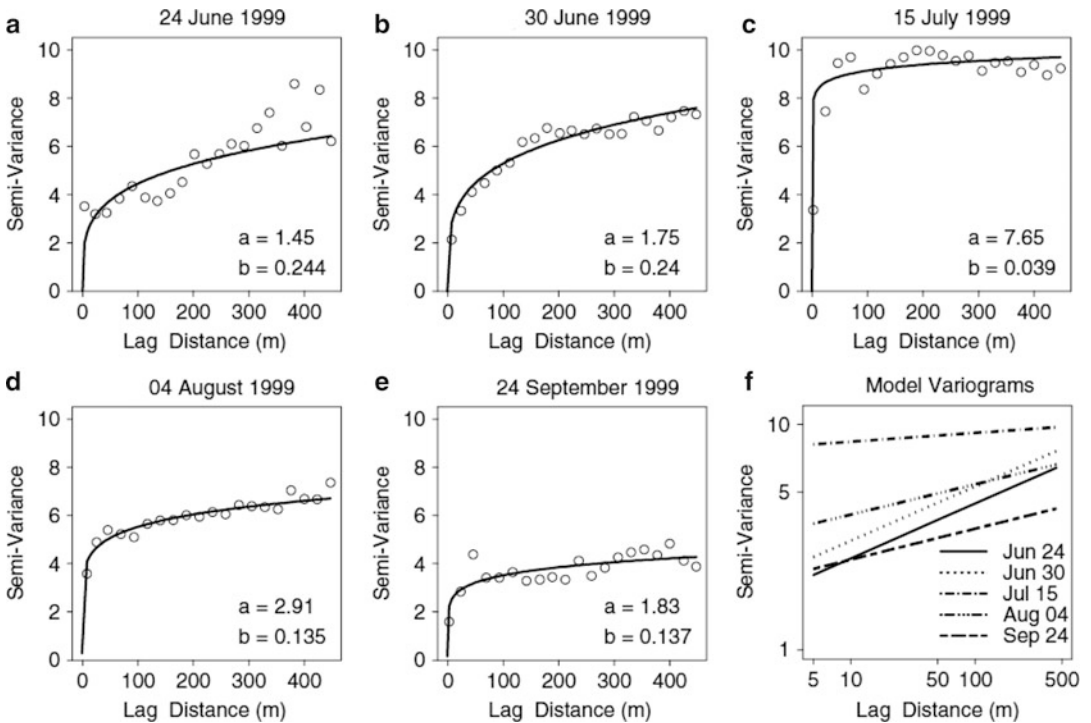 a 24 June 1999
10
8
6
4
2
0
Semi-Variance
a = 1.45
b = 0.244
0 100 200 300 400
Lag Distance (m)
b 30 June 1999
10
8
6
4
2
0
Semi-Variance
a = 1.75
b = 0.24
0 100 200 300 400
Lag Distance (m)
c 15 July 1999
10
8
6
4
2
0
Semi-Variance
a = 7.65
b = 0.039
0 100 200 300 400
Lag Distance (m)
d 04 August 1999
10
8
6
4
2
0
Semi-Variance
a = 2.91
b = 0.135
0 100 200 300 400
Lag Distance (m)
e 24 September 1999
10
8
6
4
2
0
Semi-Variance
a = 1.83
b = 0.137
0 100 200 300 400
Lag Distance (m)
f Model Variograms
10
5
1
Semi-Variance
Jun 24
Jun 30
Jul 15
Aug 04
Sep 24
5 10 50 100 500
Lag Distance (m)